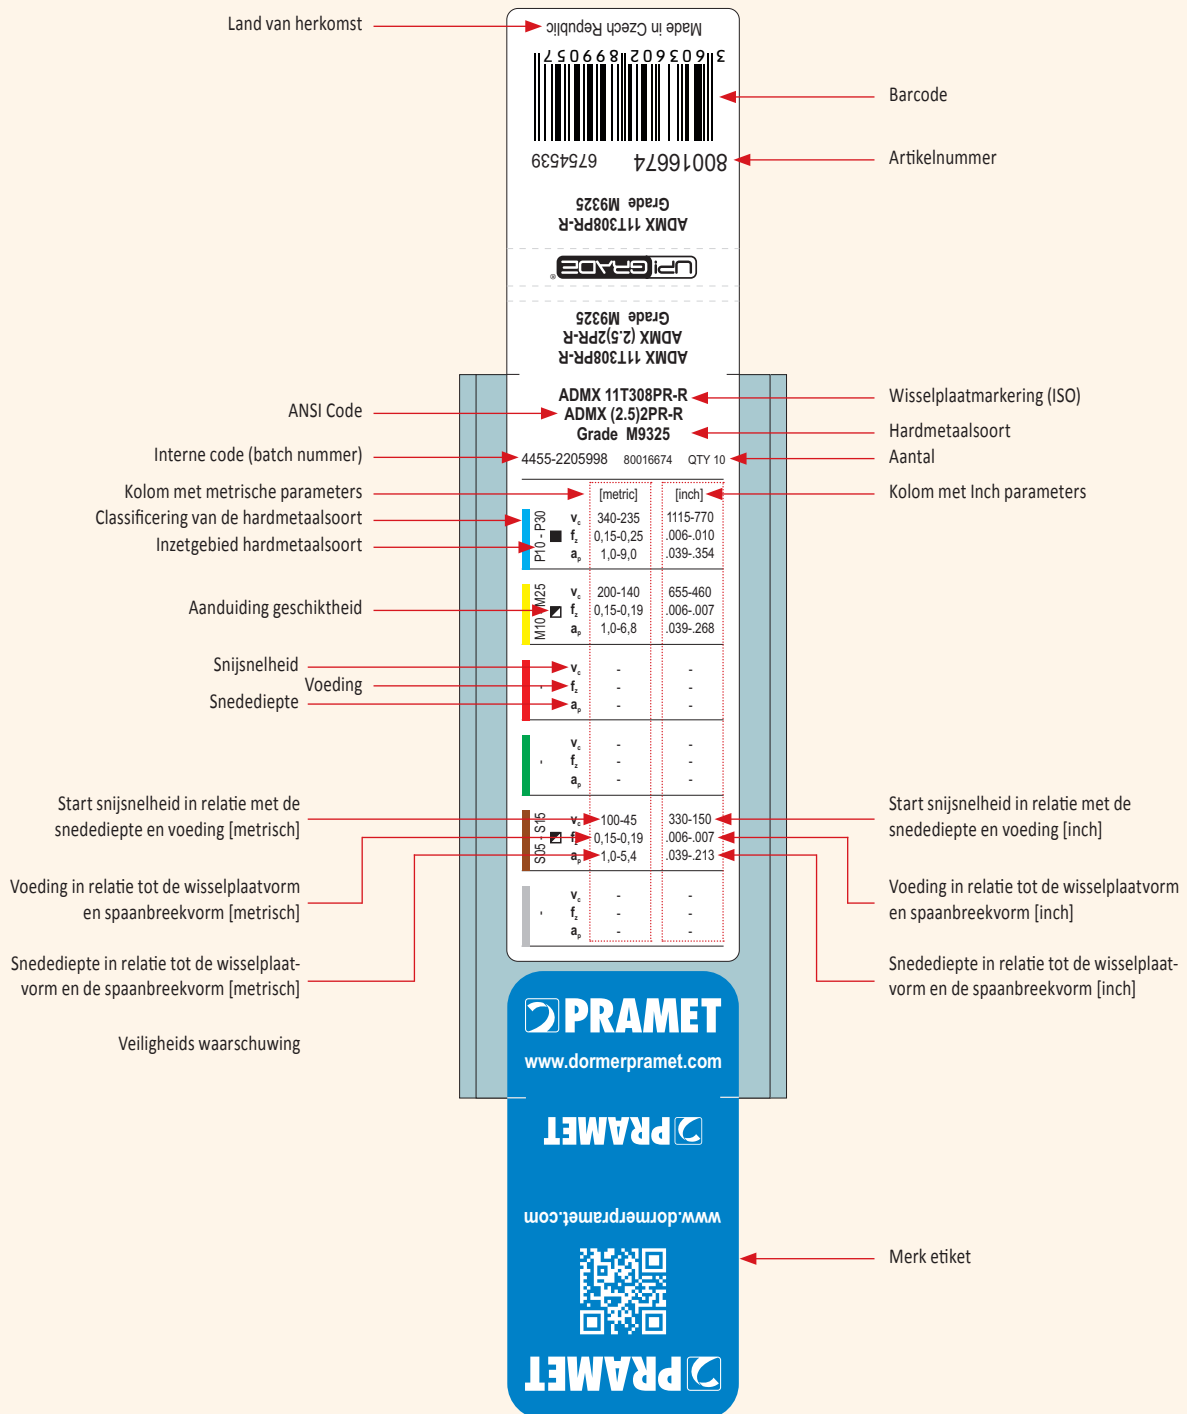 Land van herkomst
Made in Czech Republic
3 603602 899057
Barcode
80016674 6754539
Artikelnummer
ADMX 11T308PR-R
Grade M9325
UPiGRADE®
ADMX 11T308PR-R
ADMX (2.5)2PR-R
Grade M9325
ADMX 11T308PR-R
Wisselplaatmarkering (ISO)
ANSI Code
ADMX (2.5)2PR-R
Grade M9325
Hardmetaalsoort
Interne code (batch nummer)
4455-2205998 80016674 QTY 10
Aantal
Kolom met metrische parameters
[metric] [inch]
Kolom met Inch parameters
Classificering van de hardmetaalsoort
Inzetgebied hardmetaalsoort
P10 - P30
vc 340-235 1115-770
fz 0,15-0,25 .006-.010
ap 1,0-9,0 .039-.354
Aanduiding geschiktheid
M10 - M25
vc 200-140 655-460
fz 0,15-0,19 .006-.007
ap 1,0-6,8 .039-.268
Snijsnelheid
Voeding
Snedediepte
-
vc - -
fz - -
ap - -
-
vc - -
fz - -
ap - -
Start snijsnelheid in relatie met de
snedediepte en voeding [metrisch]
S05 - S15
vc 100-45 330-150
fz 0,15-0,19 .006-.007
ap 1,0-5,4 .039-.213
Start snijsnelheid in relatie met de
snedediepte en voeding [inch]
Voeding in relatie tot de wisselplaatvorm
en spaanbreekvorm [metrisch]
-
vc - -
fz - -
ap - -
Voeding in relatie tot de wisselplaatvorm
en spaanbreekvorm [inch]
Snedediepte in relatie tot de wisselplaat-
vorm en de spaanbreekvorm [metrisch]
Snedediepte in relatie tot de wisselplaat-
vorm en de spaanbreekvorm [inch]
Veiligheids waarschuwing
PRAMET
www.dormerpramet.com
PRAMET
www.dormerpramet.com
Merk etiket
PRAMET